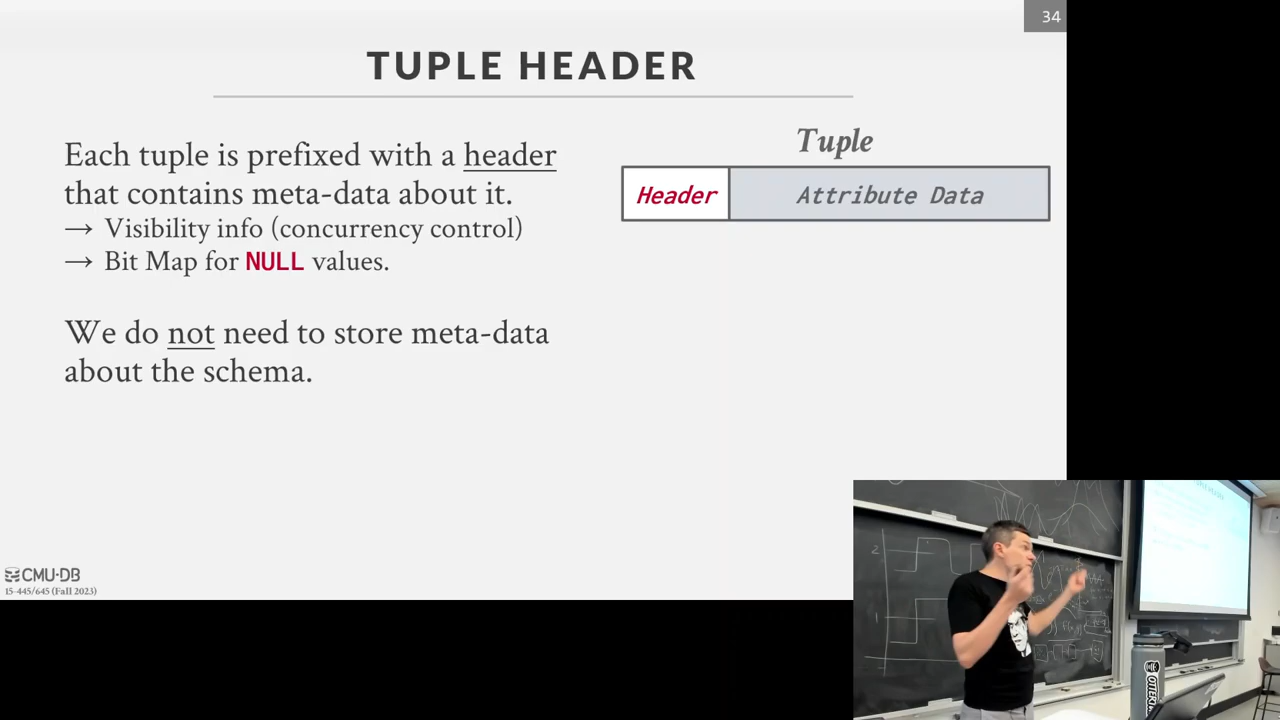 34
TUPLE HEADER
Each tuple is prefixed with a header
that contains meta-data about it.
→ Visibility info (concurrency control)
→ Bit Map for NULL values.
We do not need to store meta-data
about the schema.
Tuple
Header
Attribute Data
CMU·DB
15-445/645 (Fall 2023)
2
1